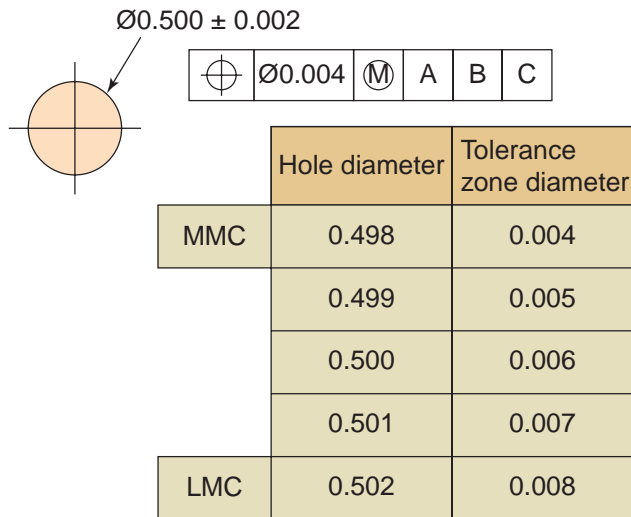 Ø0.500 ± 0.002
Ø0.004 Ⓜ A B C
Hole diameter Tolerance
zone diameter
MMC 0.498 0.004
0.499 0.005
0.500 0.006
0.501 0.007
LMC 0.502 0.008